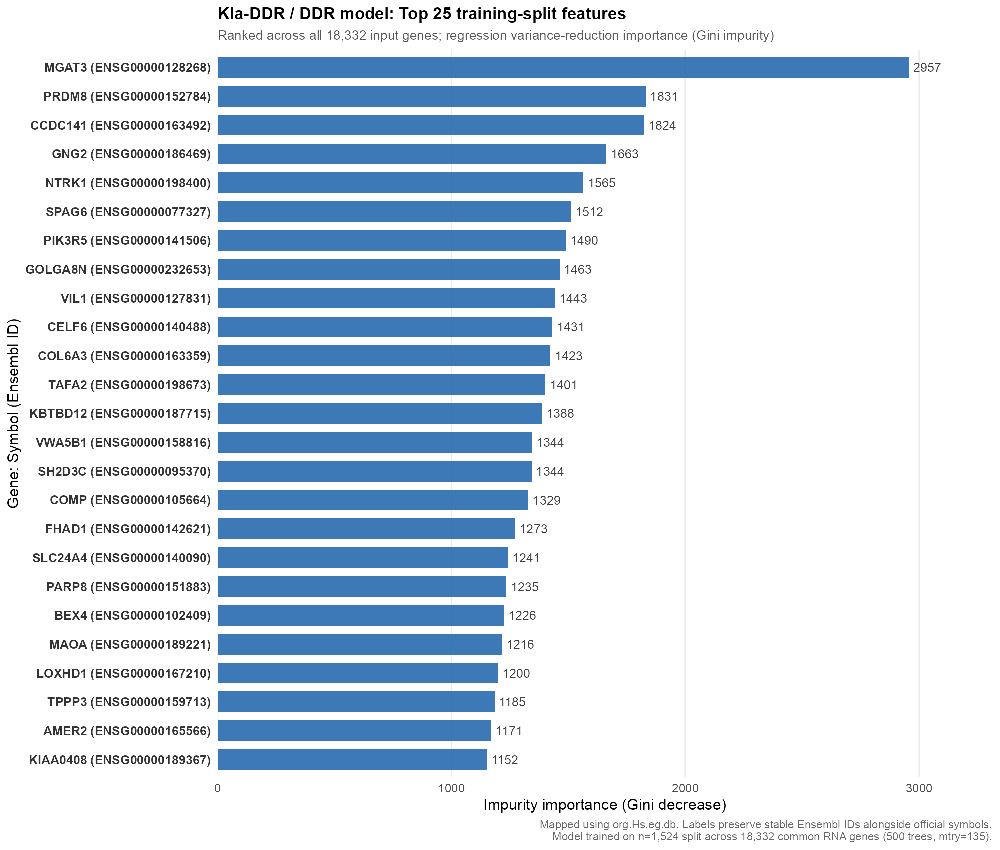 Kla-DDR / DDR model: Top 25 training-split features
Ranked across all 18,332 input genes; regression variance-reduction importance (Gini impurity)
Gene: Symbol (Ensembl ID)
MGAT3 (ENSG00000128268) 2957
PRDM8 (ENSG00000152784) 1831
CCDC141 (ENSG00000163492) 1824
GNG2 (ENSG00000186469) 1663
NTRK1 (ENSG00000198400) 1565
SPAG6 (ENSG00000077327) 1512
PIK3R5 (ENSG00000141506) 1490
GOLGA8N (ENSG00000232653) 1463
VIL1 (ENSG00000127831) 1443
CELF6 (ENSG00000140488) 1431
COL6A3 (ENSG00000163359) 1423
TAFA2 (ENSG00000198673) 1401
KBTBD12 (ENSG00000187715) 1388
VWA5B1 (ENSG00000158816) 1344
SH2D3C (ENSG00000095370) 1344
COMP (ENSG00000105664) 1329
FHAD1 (ENSG00000142621) 1273
SLC24A4 (ENSG00000140090) 1241
PARP8 (ENSG00000151883) 1235
BEX4 (ENSG00000102409) 1226
MAOA (ENSG00000189221) 1216
LOXHD1 (ENSG00000167210) 1200
TPPP3 (ENSG00000159713) 1185
AMER2 (ENSG00000165566) 1171
KIAA0408 (ENSG00000189367) 1152
0 1000 2000 3000
Impurity importance (Gini decrease)
Mapped using org.Hs.eg.db. Labels preserve stable Ensembl IDs alongside official symbols.
Model trained on n=1,524 split across 18,332 common RNA genes (500 trees, mtry=135).